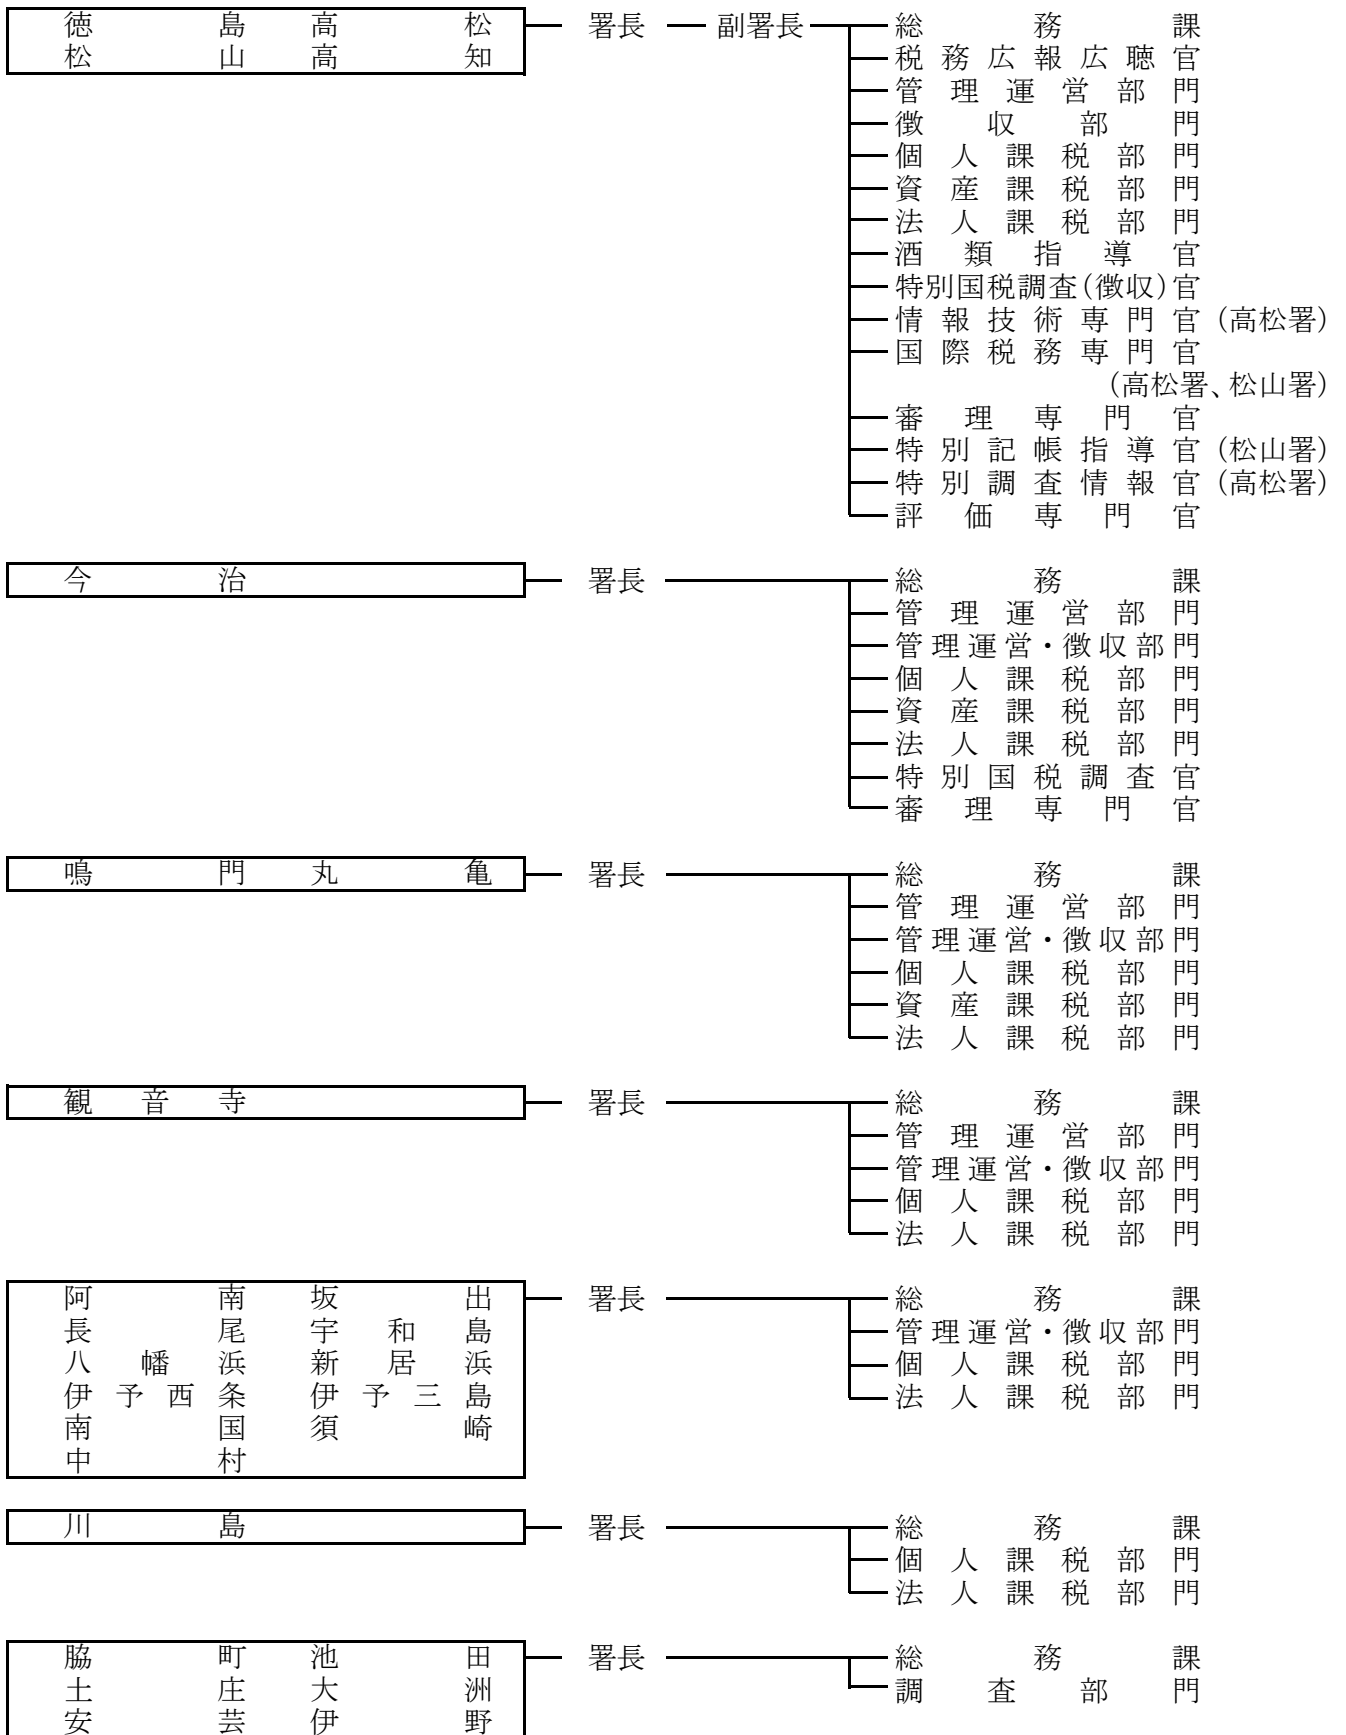 徳島 高松 署長 副署長 総務課
松山 高知 税務広報広聴官
管理運営部門
徴収部門
個人課税部門
資産課税部門
法人課税部門
酒類指導官
特別国税調査(徴収)官
情報技術専門官(高松署)
国際税務専門官
(高松署、松山署)
審理専門官
特別記帳指導官(松山署)
特別調査情報官(高松署)
評価専門官
今治 署長 総務課
管理運営部門
管理運営・徴収部門
個人課税部門
資産課税部門
法人課税部門
特別国税調査官
審理専門官
鳴門 丸亀 署長 総務課
管理運営部門
管理運営・徴収部門
個人課税部門
資産課税部門
法人課税部門
観音寺 署長 総務課
管理運営部門
管理運営・徴収部門
個人課税部門
法人課税部門
阿南 坂出 署長 総務課
長尾 宇和島 管理運営・徴収部門
八幡浜 新居浜 個人課税部門
伊予西条 伊予三島 法人課税部門
南国 須崎
中村
川島 署長 総務課
個人課税部門
法人課税部門
脇町 池田 署長 総務課
土庄 大洲 調査部門
安芸 伊野